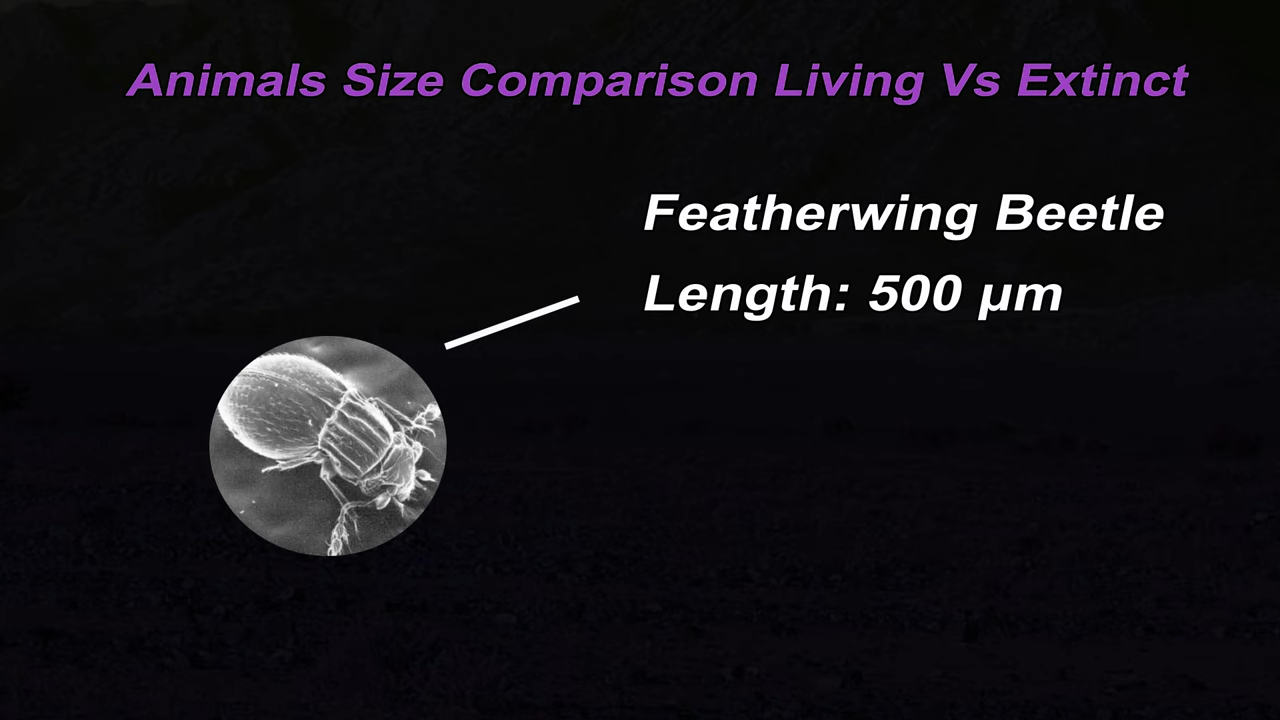 Animals Size Comparison Living Vs Extinct
Featherwing Beetle
Length: 500 µm